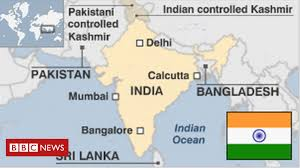 Pakistani
controlled
Kashmir
Indian controlled Kashmir
Delhi
PAKISTAN
Calcutta
INDIA
BANGLADESH
Mumbai
Bangalore
Indian
Ocean
SRI LANKA
BBC NEWS